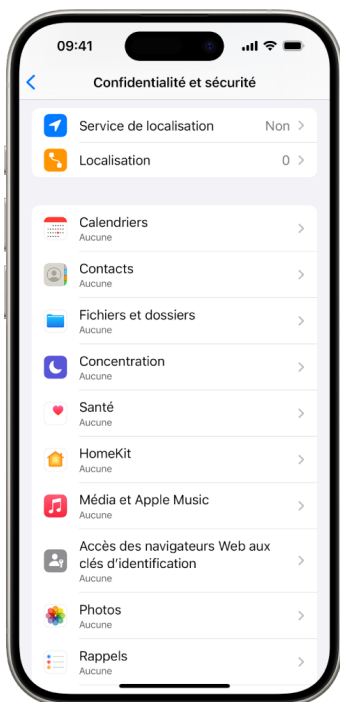 09:41
Confidentialité et sécurité
Service de localisation Non
Localisation 0
Calendriers
Aucune
Contacts
Aucune
Fichiers et dossiers
Aucune
Concentration
Aucune
Santé
Aucune
HomeKit
Aucune
Média et Apple Music
Aucune
Accès des navigateurs Web aux
clés d’identification
Aucune
Photos
Aucune
Rappels
Aucune